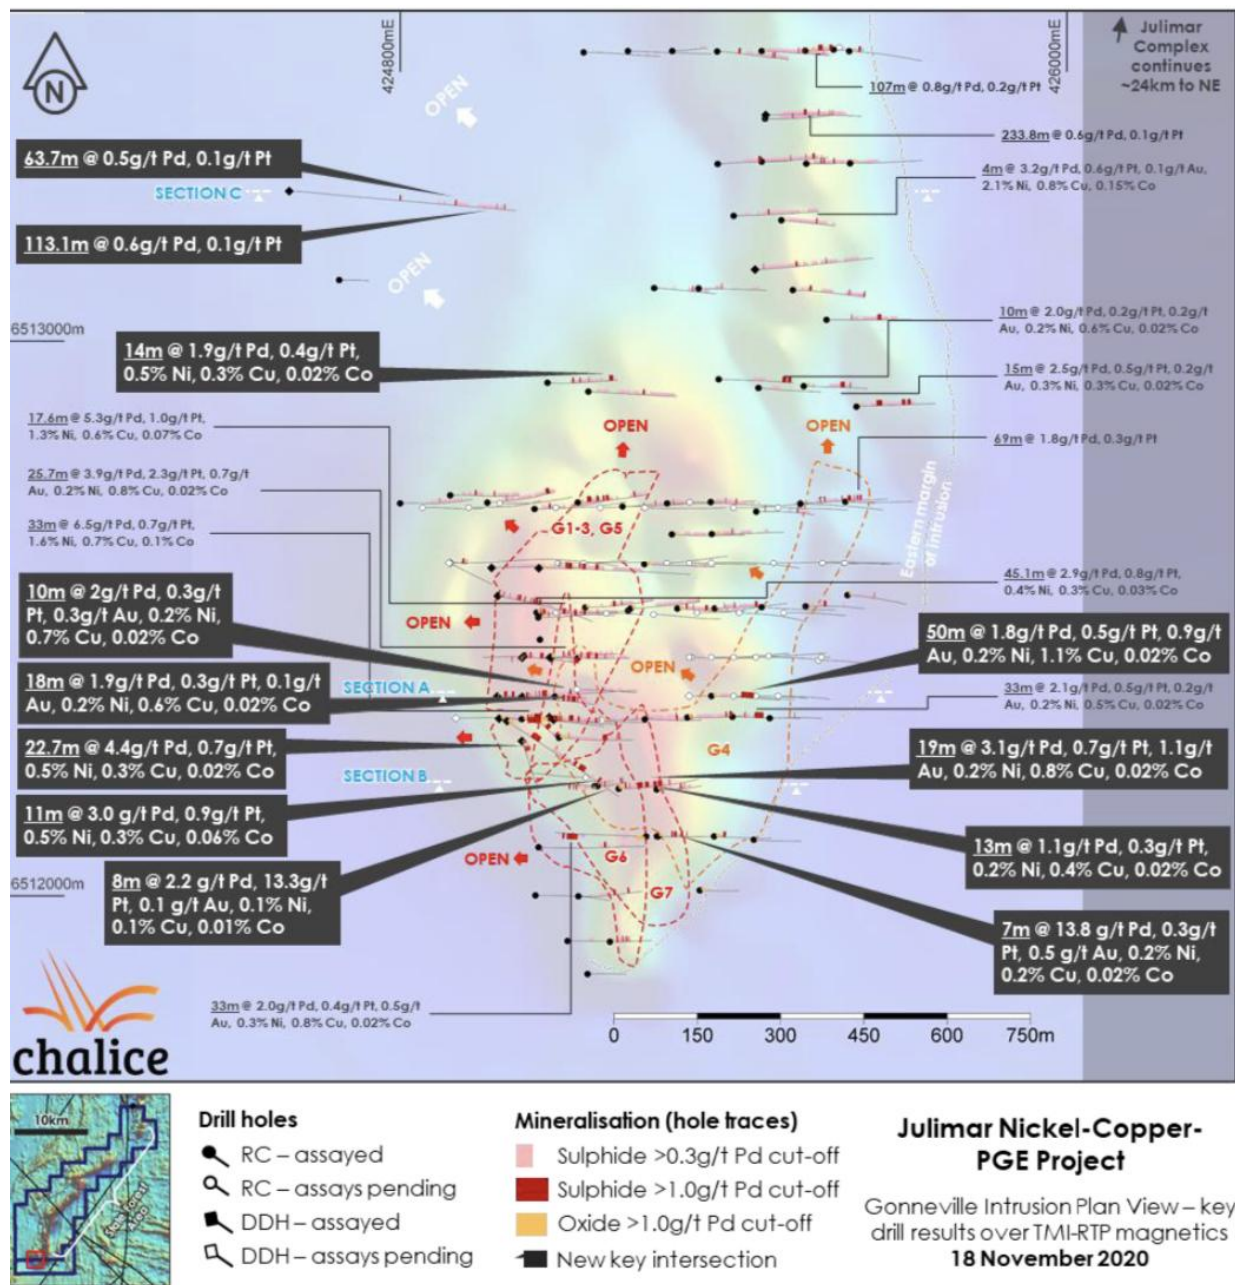 424800mE
426000mE
Julimar
Complex
continues
~24km to NE
N
OPEN
107m @ 0.8g/t Pd, 0.2g/t Pt
233.8m @ 0.6g/t Pd, 0.1g/t Pt
63.7m @ 0.5g/t Pd, 0.1g/t Pt
SECTION C
4m @ 3.2g/t Pd, 0.6g/t Pt, 0.1g/t Au,
2.1% Ni, 0.8% Cu, 0.15% Co
113.1m @ 0.6g/t Pd, 0.1g/t Pt
OPEN
6513000m
10m @ 2.0g/t Pd, 0.2g/t Pt, 0.2g/t
Au, 0.2% Ni, 0.6% Cu, 0.02% Co
14m @ 1.9g/t Pd, 0.4g/t Pt,
0.5% Ni, 0.3% Cu, 0.02% Co
15m @ 2.5g/t Pd, 0.5g/t Pt, 0.2g/t
Au, 0.3% Ni, 0.3% Cu, 0.02% Co
17.6m @ 5.3g/t Pd, 1.0g/t Pt,
1.3% Ni, 0.6% Cu, 0.07% Co
OPEN
OPEN
69m @ 1.8g/t Pd, 0.3g/t Pt
25.7m @ 3.9g/t Pd, 2.3g/t Pt, 0.7g/t
Au, 0.2% Ni, 0.8% Cu, 0.02% Co
33m @ 6.5g/t Pd, 0.7g/t Pt,
1.6% Ni, 0.7% Cu, 0.1% Co
G1-3, G5
Eastern margin
of intrusion
45.1m @ 2.9g/t Pd, 0.8g/t Pt,
0.4% Ni, 0.3% Cu, 0.03% Co
10m @ 2g/t Pd, 0.3g/t
Pt, 0.3g/t Au, 0.2% Ni,
0.7% Cu, 0.02% Co
OPEN
50m @ 1.8g/t Pd, 0.5g/t Pt, 0.9g/t
Au, 0.2% Ni, 1.1% Cu, 0.02% Co
OPEN
SECTION A
18m @ 1.9g/t Pd, 0.3g/t Pt, 0.1g/t
Au, 0.2% Ni, 0.6% Cu, 0.02% Co
33m @ 2.1g/t Pd, 0.5g/t Pt, 0.2g/t
Au, 0.2% Ni, 0.5% Cu, 0.02% Co
22.7m @ 4.4g/t Pd, 0.7g/t Pt,
0.5% Ni, 0.3% Cu, 0.02% Co
G4
19m @ 3.1g/t Pd, 0.7g/t Pt, 1.1g/t
Au, 0.2% Ni, 0.8% Cu, 0.02% Co
SECTION B
11m @ 3.0 g/t Pd, 0.9g/t Pt,
0.5% Ni, 0.3% Cu, 0.06% Co
13m @ 1.1g/t Pd, 0.3g/t Pt,
0.2% Ni, 0.4% Cu, 0.02% Co
OPEN
G6
G7
6512000m
8m @ 2.2 g/t Pd, 13.3g/t
Pt, 0.1 g/t Au, 0.1% Ni,
0.1% Cu, 0.01% Co
7m @ 13.8 g/t Pd, 0.3g/t
Pt, 0.5 g/t Au, 0.2% Ni,
0.2% Cu, 0.02% Co
33m @ 2.0g/t Pd, 0.4g/t Pt, 0.5g/t
Au, 0.3% Ni, 0.8% Cu, 0.02% Co
chalice
0 150 300 450 600 750m
10km
State Forest
Drill holes
RC – assayed
RC – assays pending
DDH – assayed
DDH – assays pending
Mineralisation (hole traces)
Sulphide >0.3g/t Pd cut-off
Sulphide >1.0g/t Pd cut-off
Oxide >1.0g/t Pd cut-off
New key intersection
Julimar Nickel-Copper-
PGE Project
Gonneville Intrusion Plan View – key
drill results over TMI-RTP magnetics
18 November 2020